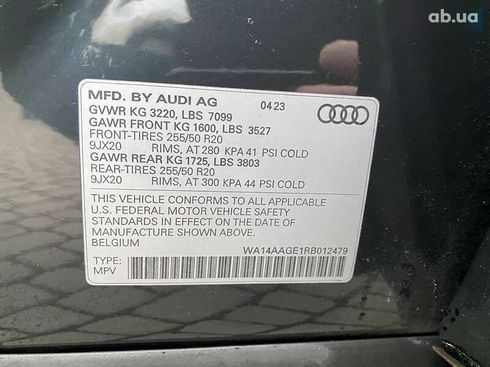 ab.ua
MFD. BY AUDI AG 04 23
GVWR KG 3220, LBS 7099
GAWR FRONT KG 1600, LBS 3527
FRONT-TIRES 255/50 R20
9JX20 RIMS, AT 280 KPA 41 PSI COLD
GAWR REAR KG 1725, LBS 3803
REAR-TIRES 255/50 R20
9JX20 RIMS, AT 300 KPA 44 PSI COLD
THIS VEHICLE CONFORMS TO ALL APPLICABLE
U.S. FEDERAL MOTOR VEHICLE SAFETY
STANDARDS IN EFFECT ON THE DATE OF
MANUFACTURE SHOWN ABOVE.
BELGIUM WA14AAGE1RB012479
TYPE:
MPV